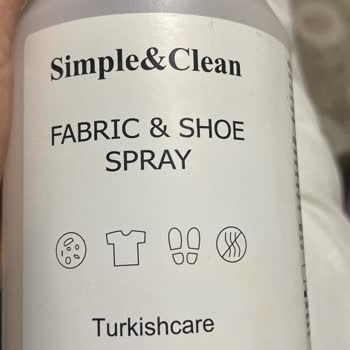 Simple&Clean
FABRIC & SHOE
SPRAY
Turkishcare